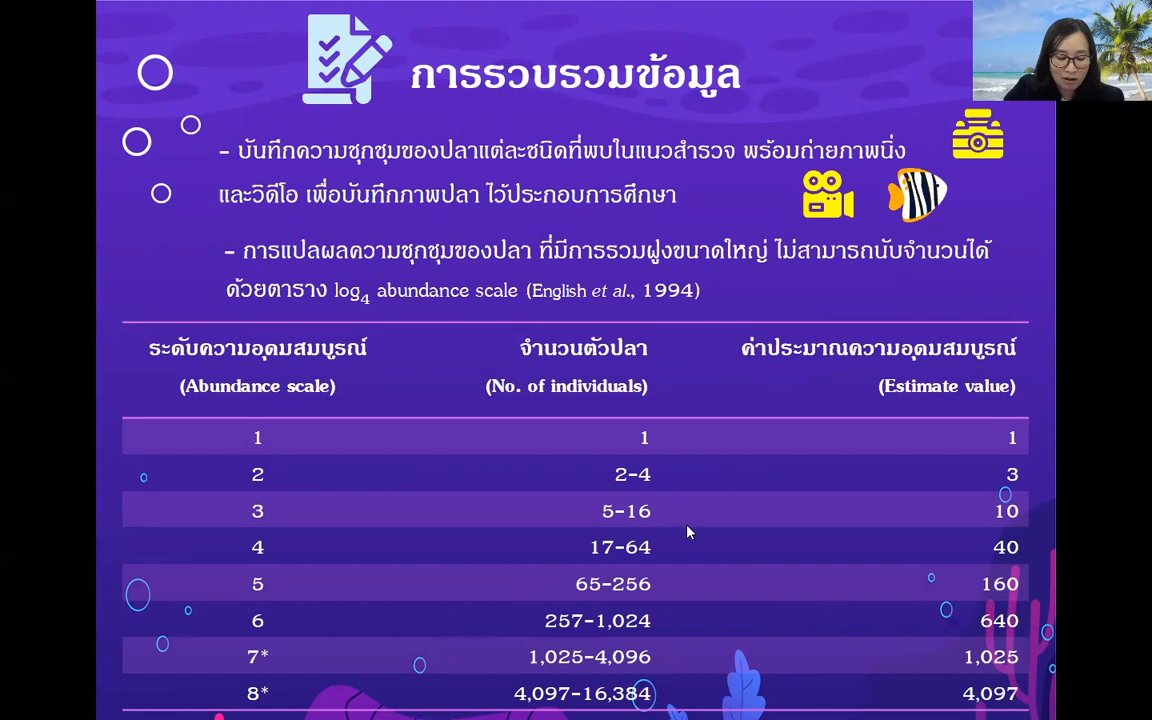 การรวบรวมข้อมูล
- บันทึกความชุกชุมของปลาแต่ละชนิดที่พบในแนวสำรวจ พร้อมถ่ายภาพนิ่ง
และวิดีโอ เพื่อบันทึกภาพปลา ไว้ประกอบการศึกษา
- การแปลผลความชุกชุมของปลา ที่มีการรวมฝูงขนาดใหญ่ ไม่สามารถนับจำนวนได้
ด้วยตาราง log4 abundance scale (English et al., 1994)
ระดับความอุดมสมบูรณ์ จำนวนตัวปลา ค่าประมาณความอุดมสมบูรณ์
(Abundance scale) (No. of individuals) (Estimate value)
1 1 1
2 2-4 3
3 5-16 10
4 17-64 40
5 65-256 160
6 257-1,024 640
7* 1,025-4,096 1,025
8* 4,097-16,384 4,097